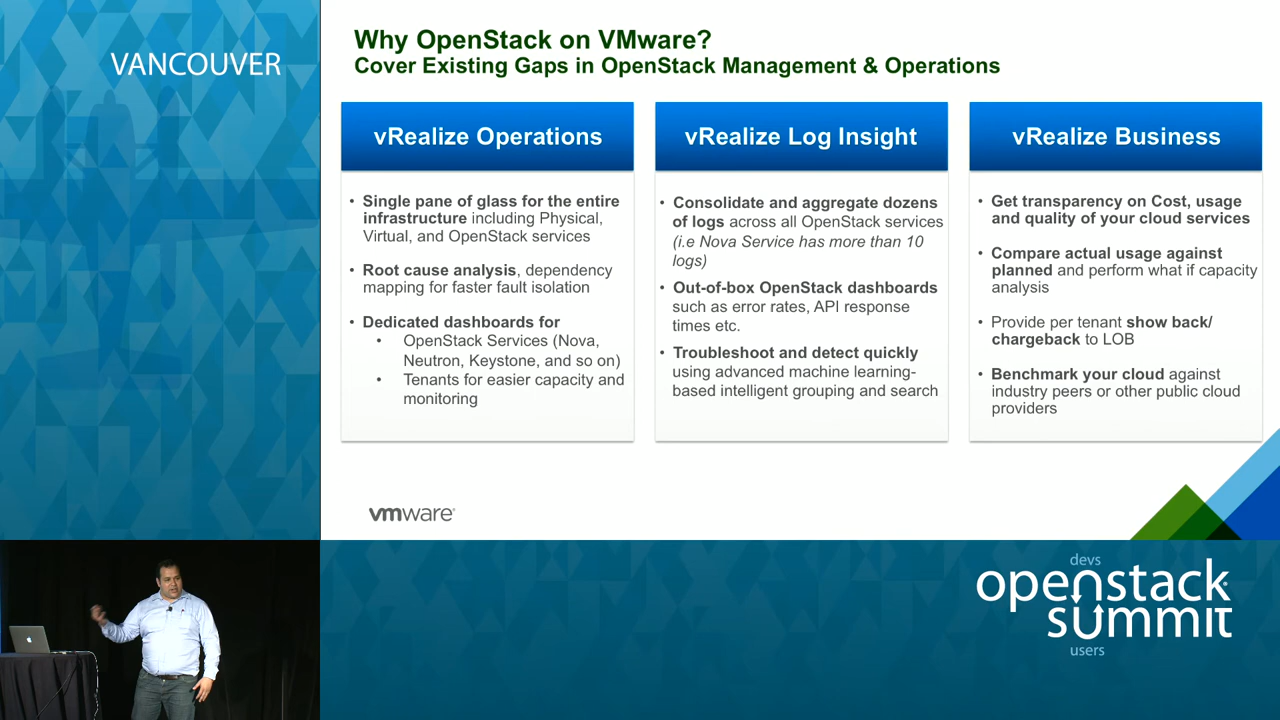 VANCOUVER
Why OpenStack on VMware?
Cover Existing Gaps in OpenStack Management & Operations
vRealize Operations
• Single pane of glass for the entire
infrastructure including Physical,
Virtual, and OpenStack services
• Root cause analysis, dependency
mapping for faster fault isolation
• Dedicated dashboards for
• OpenStack Services (Nova,
Neutron, Keystone, and so on)
• Tenants for easier capacity and
monitoring
vRealize Log Insight
• Consolidate and aggregate dozens
of logs across all OpenStack services
(i.e Nova Service has more than 10
logs)
• Out-of-box OpenStack dashboards
such as error rates, API response
times etc.
• Troubleshoot and detect quickly
using advanced machine learning-
based intelligent grouping and search
vRealize Business
• Get transparency on Cost, usage
and quality of your cloud services
• Compare actual usage against
planned and perform what if capacity
analysis
• Provide per tenant show back/
chargeback to LOB
• Benchmark your cloud against
industry peers or other public cloud
providers
vmware
devs
openstack
summit
users